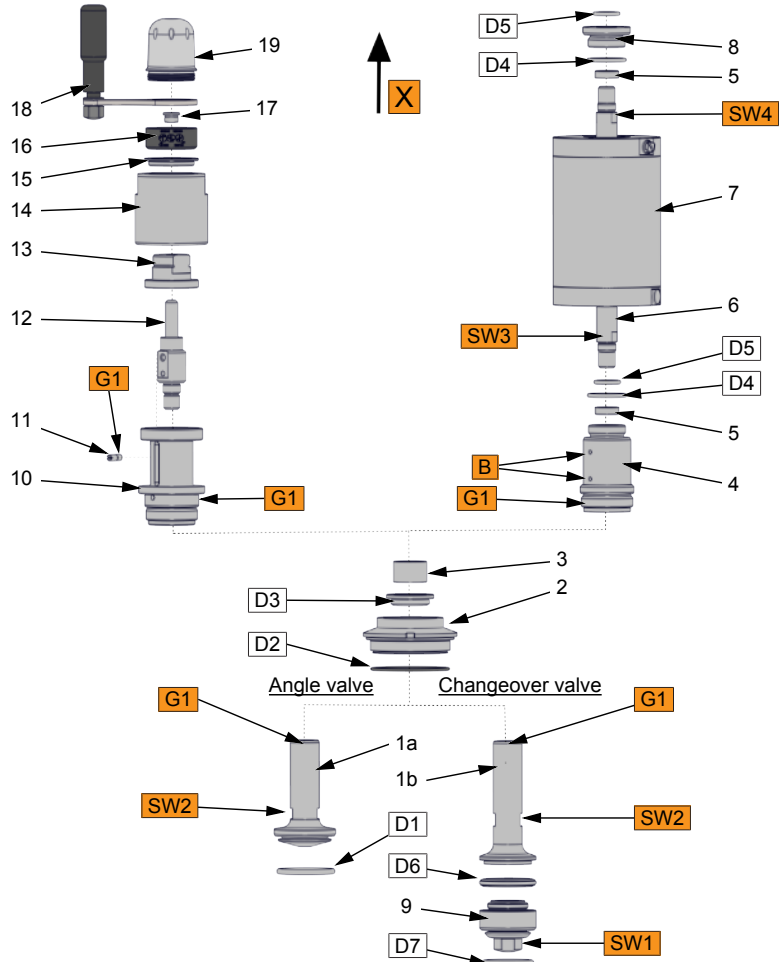 D5
19
8
D4
5
18
17
X
SW4
16
15
7
14
13
6
12
SW3
D5
G1
D4
11
5
B
10
4
G1
G1
3
D3
2
D2
Angle valve Changeover valve
G1
G1
1a
1b
SW2
SW2
D1
D6
9
SW1
D7